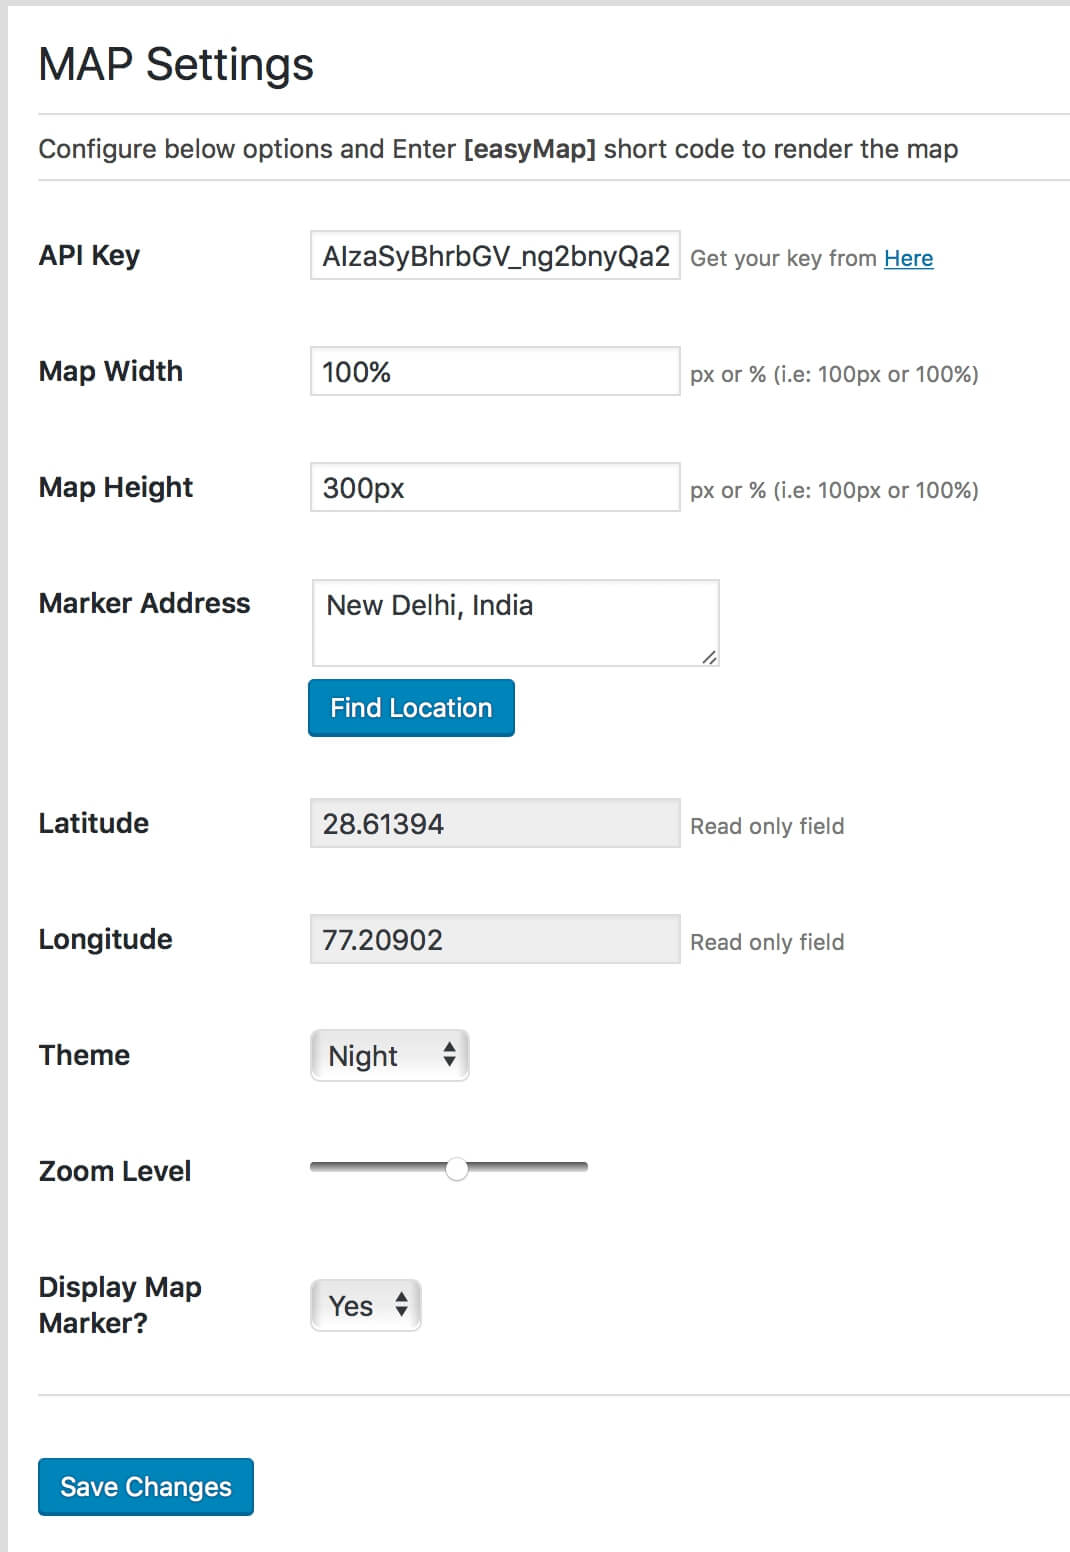 MAP Settings
Configure below options and Enter [easyMap] short code to render the map
API Key AIzaSyBhrbGV_ng2bnyQa2 Get your key from Here
Map Width 100% px or % (i.e: 100px or 100%)
Map Height 300px px or % (i.e: 100px or 100%)
Marker Address New Delhi, India
Find Location
Latitude 28.61394 Read only field
Longitude 77.20902 Read only field
Theme Night
Zoom Level
Display Map
Marker? Yes
Save Changes